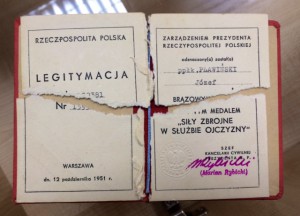 RZECZPOSPOLITA POLSKA
LEGITYMACJA
Nr
WARSZAWA
dn. 12 października 1951 r.
ZARZĄDZENIEM PREZYDENTA
RZECZYPOSPOLITEJ POLSKIEJ
odznaczony(a) został(a)
Józef
BRĄZOWY
M MEDALEM
"SIŁY ZBROJNE
W SŁUŻBIE OJCZYZNY"
SZEF
KANCELARII CYWILNEJ
(Marian Rybicki)